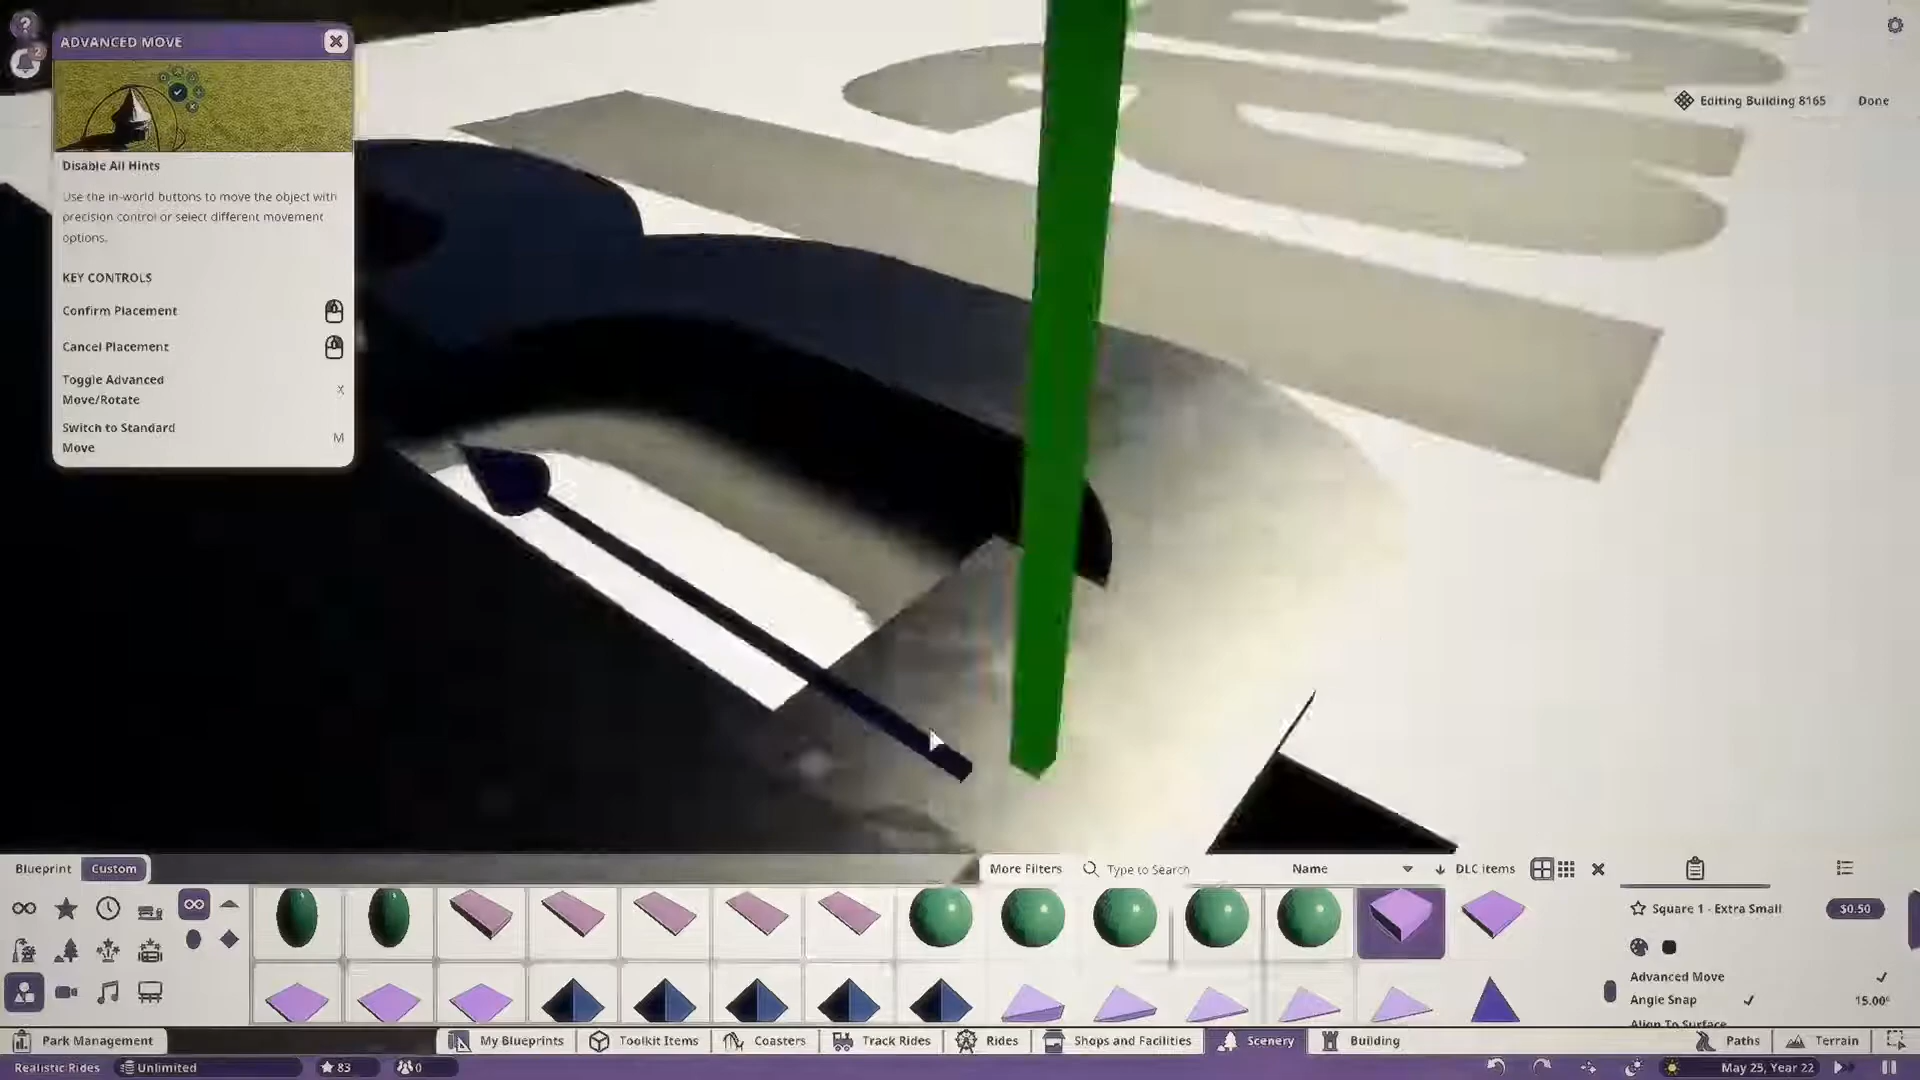 ADVANCED MOVE
Disable All Hints
Use the in-world buttons to move the object with
precision control or select different movement
options.
KEY CONTROLS
Confirm Placement
Cancel Placement
Toggle Advanced
Move/Rotate
X
Switch to Standard
Move
M
Editing Building 8165
Done
Blueprint
Custom
More Filters
Type to Search
Name
DLC items
Square 1 - Extra Small
$0.50
Advanced Move
Angle Snap
15.00°
Align To Surface
Park Management
My Blueprints
Toolkit Items
Coasters
Track Rides
Rides
Shops and Facilities
Scenery
Building
Paths
Terrain
Realistic Rides
Unlimited
83
0
May 25, Year 22